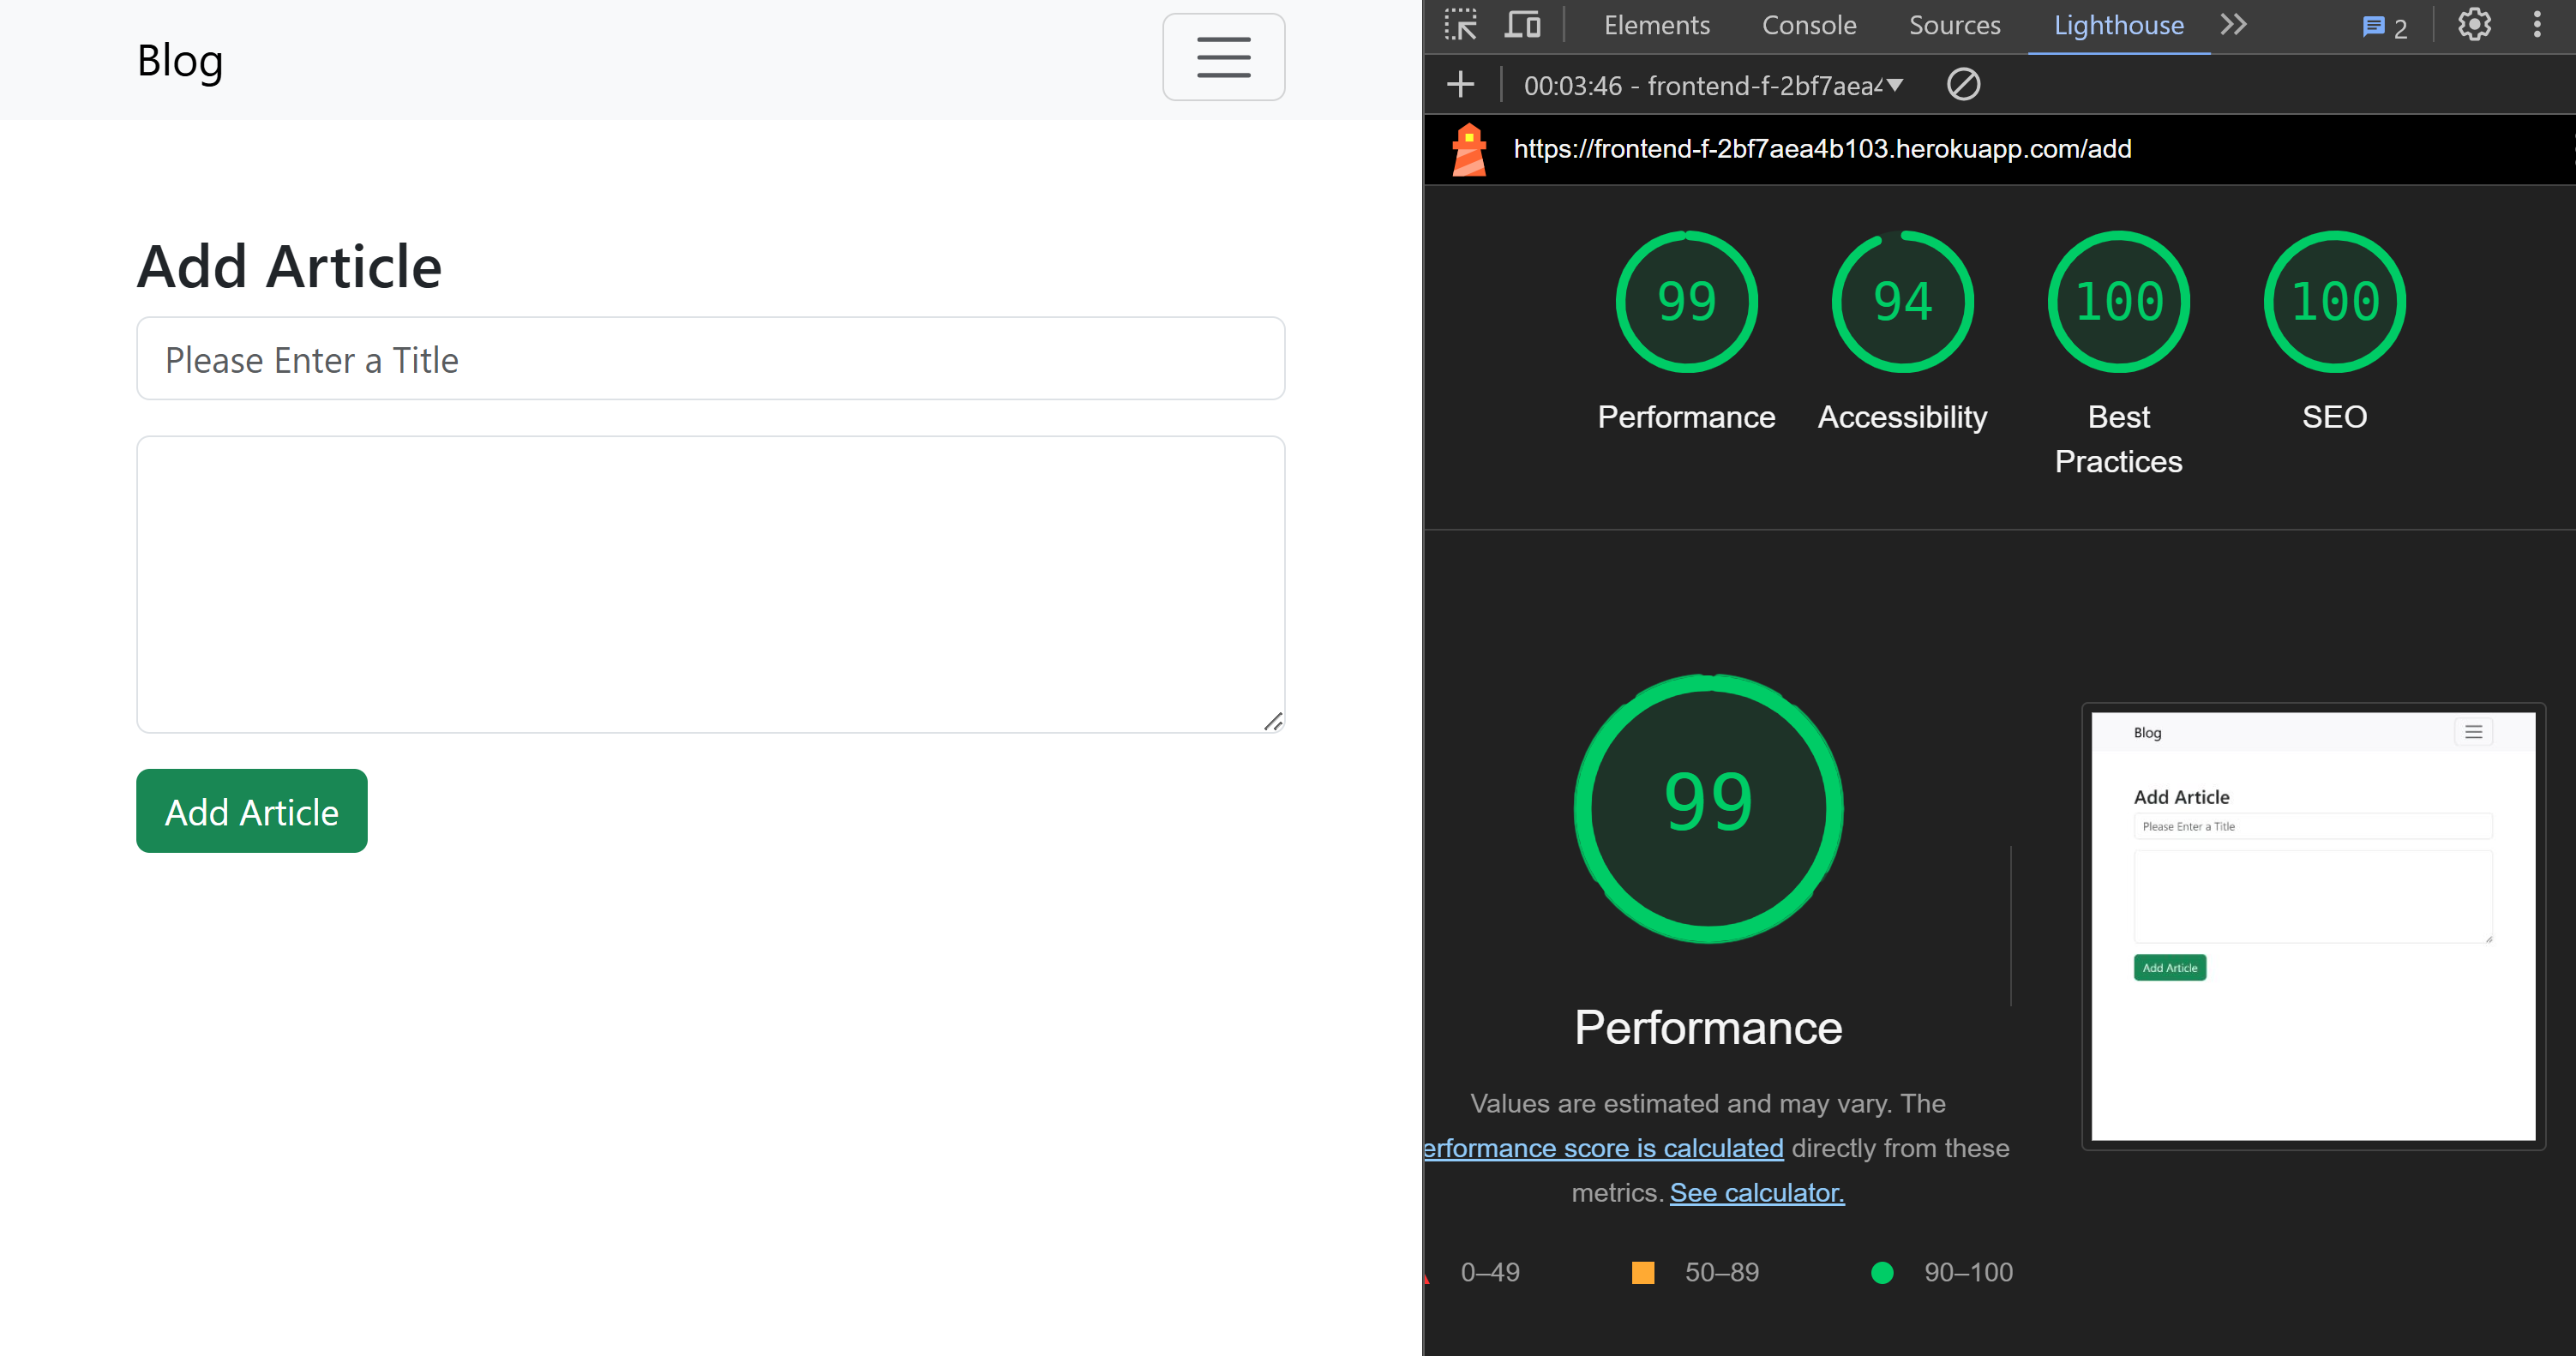 Blog
Add Article
Please Enter a Title
Add Article
Elements Console Sources Lighthouse 2
00:03:46 - frontend-f-2bf7aea4
https://frontend-f-2bf7aea4b103.herokuapp.com/add
99 94 100 100
Performance Accessibility Best Practices SEO
99
Performance
Values are estimated and may vary. The
erformance score is calculated directly from these
metrics. See calculator.
0–49 50–89 90–100
Blog
Add Article
Please Enter a Title
Add Article